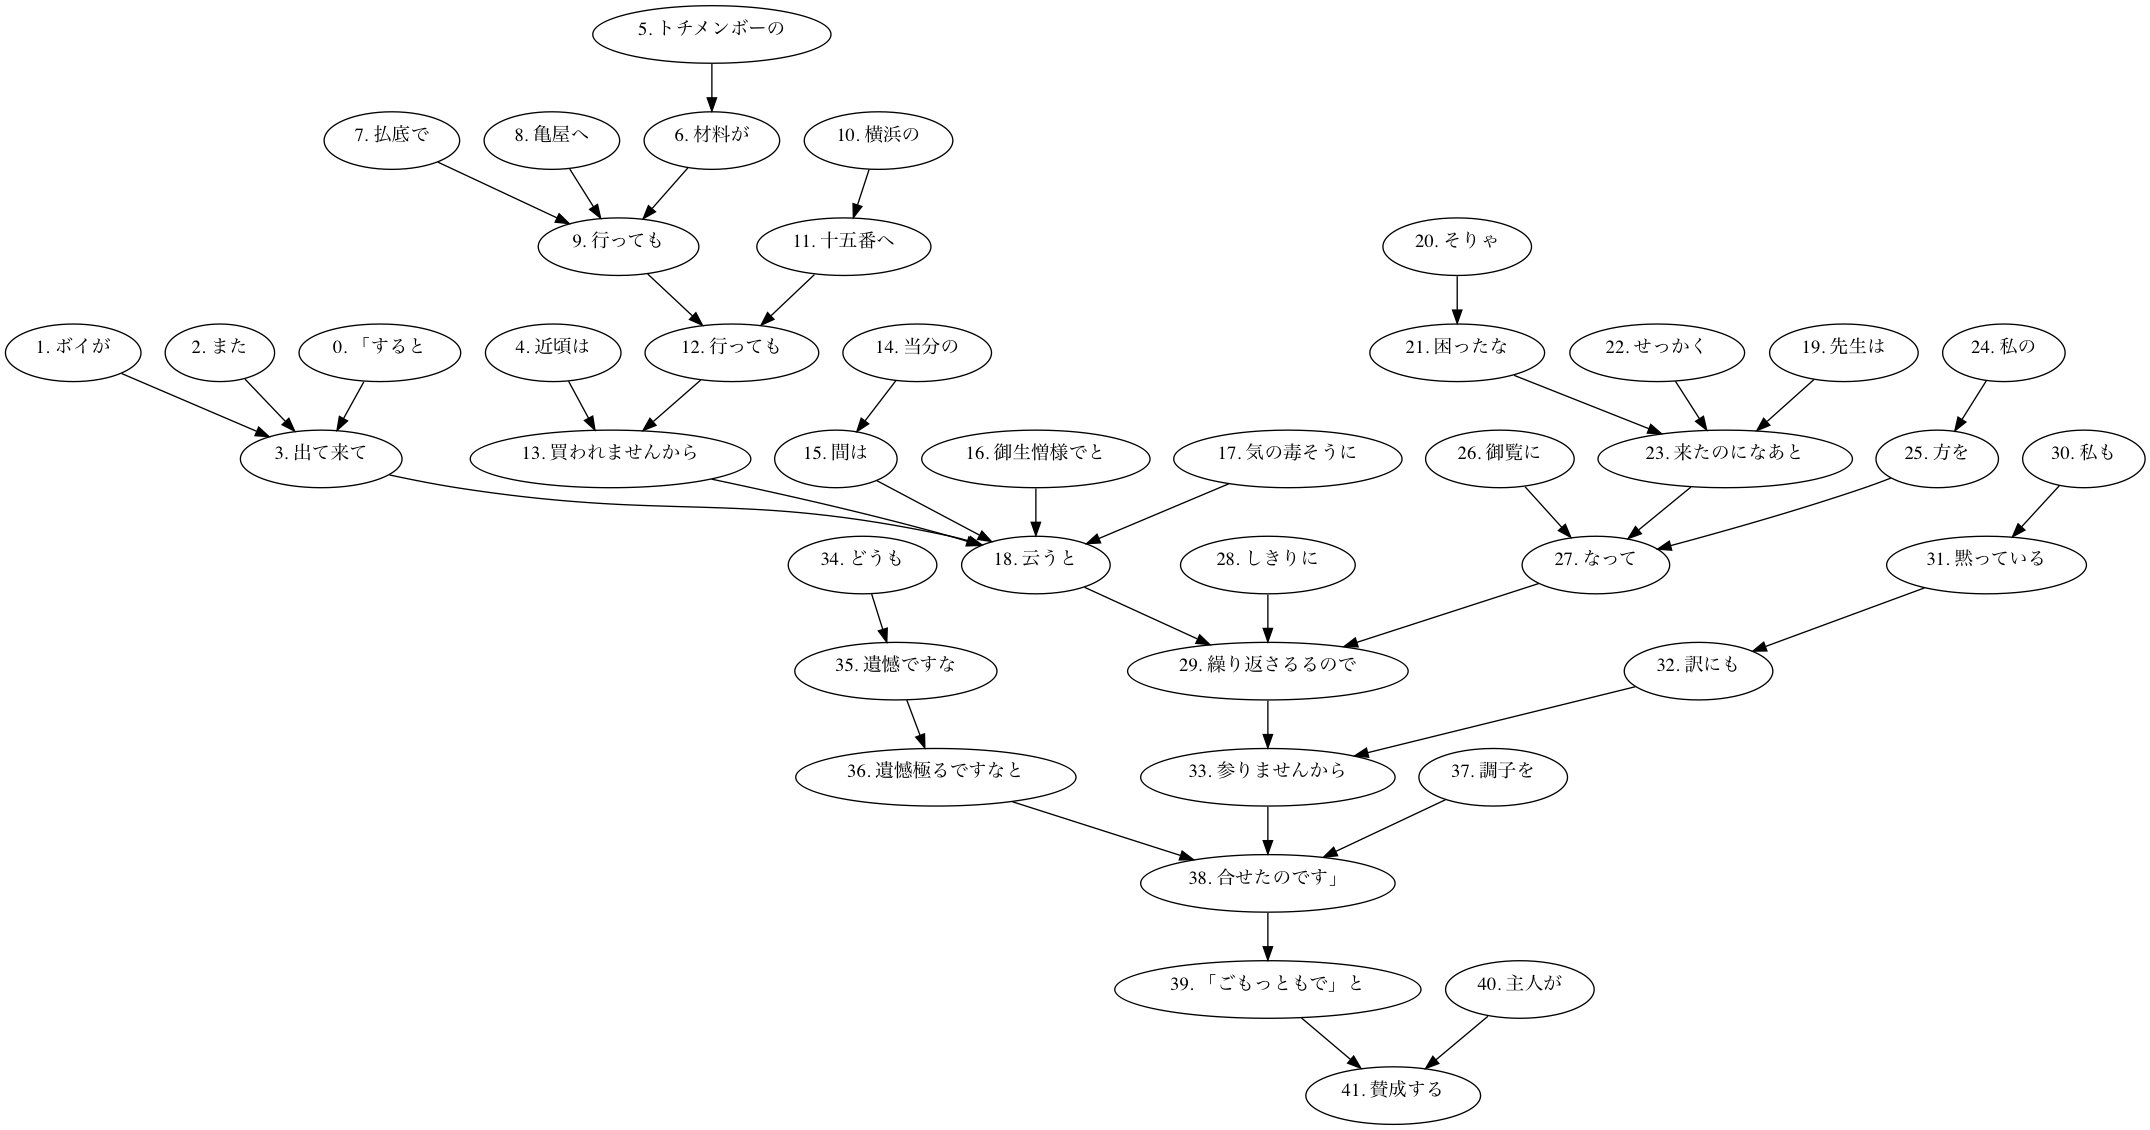 5. トチメンボーの
7. 払底で
8. 亀屋へ
6. 材料が
10. 横浜の
9. 行っても
11. 十五番へ
20. そりゃ
1. ボイが
2. また
0. 「すると
4. 近頃は
12. 行っても
14. 当分の
21. 困ったな
22. せっかく
19. 先生は
24. 私の
3. 出て来て
13. 買われませんから
15. 間は
16. 御生憎様でと
17. 気の毒そうに
26. 御覧に
23. 来たのになあと
25. 方を
30. 私も
34. どうも
18. 云うと
28. しきりに
27. なって
31. 黙っている
35. 遺憾ですな
29. 繰り返さるるので
32. 訳にも
36. 遺憾極るですなと
33. 参りませんから
37. 調子を
38. 合せたのです」
39. 「ごもっともで」と
40. 主人が
41. 賛成する